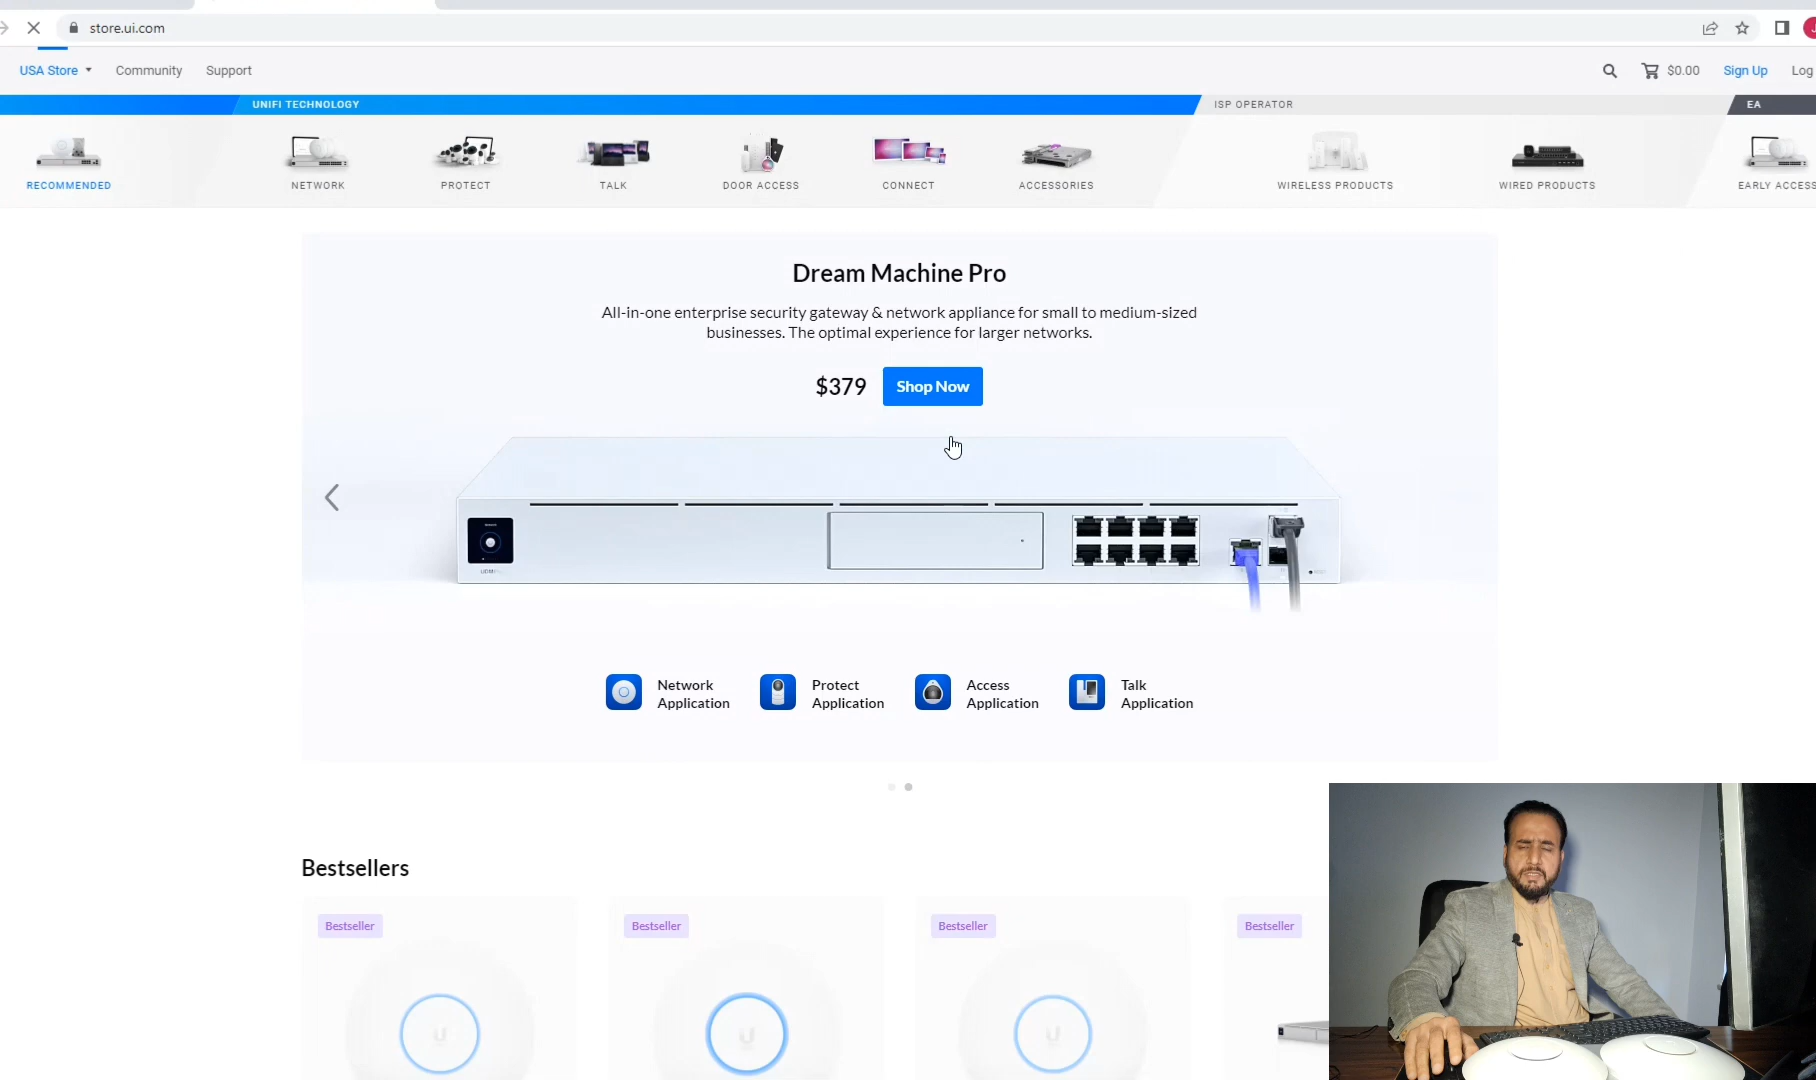 store.ui.com
USA Store
Community
Support
$0.00
Sign Up
Log
UNIFI TECHNOLOGY
ISP OPERATOR
EA
RECOMMENDED
NETWORK
PROTECT
TALK
DOOR ACCESS
CONNECT
ACCESSORIES
WIRELESS PRODUCTS
WIRED PRODUCTS
EARLY ACCESS
Dream Machine Pro
All-in-one enterprise security gateway & network appliance for small to medium-sized
businesses. The optimal experience for larger networks.
$379
Shop Now
Network
Application
Protect
Application
Access
Application
Talk
Application
Bestsellers
Bestseller
Bestseller
Bestseller
Bestseller